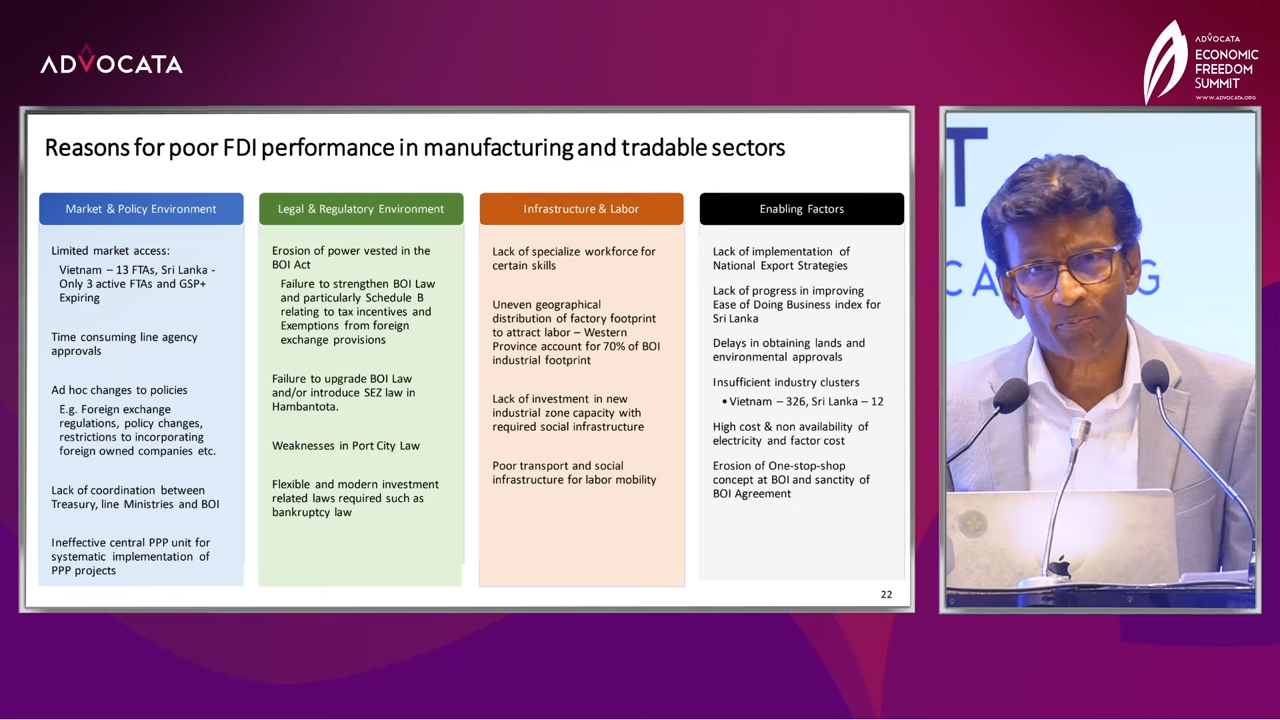 ADVOCATA
ADVOCATA
ECONOMIC
FREEDOM
SUMMIT
WWW.ADVOCATA.ORG
Reasons for poor FDI performance in manufacturing and tradable sectors
Market & Policy Environment
Limited market access:
Vietnam – 13 FTAs, Sri Lanka -
Only 3 active FTAs and GSP+
Expiring
Time consuming line agency
approvals
Ad hoc changes to policies
E.g. Foreign exchange
regulations, policy changes,
restrictions to incorporating
foreign owned companies etc.
Lack of coordination between
Treasury, line Ministries and BOI
Ineffective central PPP unit for
systematic implementation of
PPP projects
Legal & Regulatory Environment
Erosion of power vested in the
BOI Act
Failure to strengthen BOI Law
and particularly Schedule B
relating to tax incentives and
Exemptions from foreign
exchange provisions
Failure to upgrade BOI Law
and/or introduce SEZ law in
Hambantota.
Weaknesses in Port City Law
Flexible and modern investment
related laws required such as
bankruptcy law
Infrastructure & Labor
Lack of specialize workforce for
certain skills
Uneven geographical
distribution of factory footprint
to attract labor – Western
Province account for 70% of BOI
industrial footprint
Lack of investment in new
industrial zone capacity with
required social infrastructure
Poor transport and social
infrastructure for labor mobility
Enabling Factors
Lack of implementation of
National Export Strategies
Lack of progress in improving
Ease of Doing Business index for
Sri Lanka
Delays in obtaining lands and
environmental approvals
Insufficient industry clusters
• Vietnam – 326, Sri Lanka – 12
High cost & non availability of
electricity and factor cost
Erosion of One-stop-shop
concept at BOI and sanctity of
BOI Agreement
22
T
C A
G